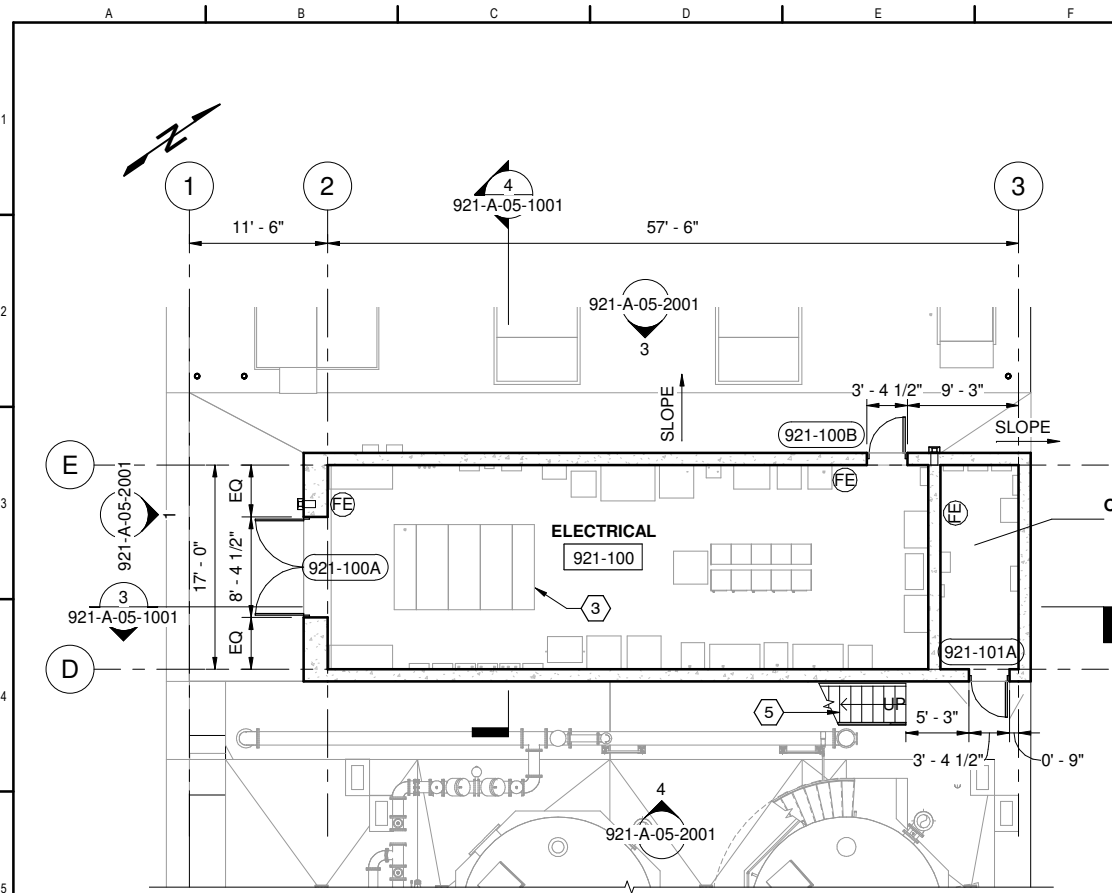 A B C D E F
1
N
1 2 3
4
921-A-05-1001
11' - 6" 57' - 6"
2
921-A-05-2001
3
SLOPE
3' - 4 1/2" 9' - 3"
921-100B
SLOPE
E
3
921-A-05-2001
1
EQ
FE
FE
FE
ELECTRICAL
921-100
17' - 0"
8' - 4 1/2"
921-100A
3
921-A-05-1001
3
EQ
921-101A
D
4
5
UP
5' - 3"
3' - 4 1/2"
0' - 9"
4
921-A-05-2001
5